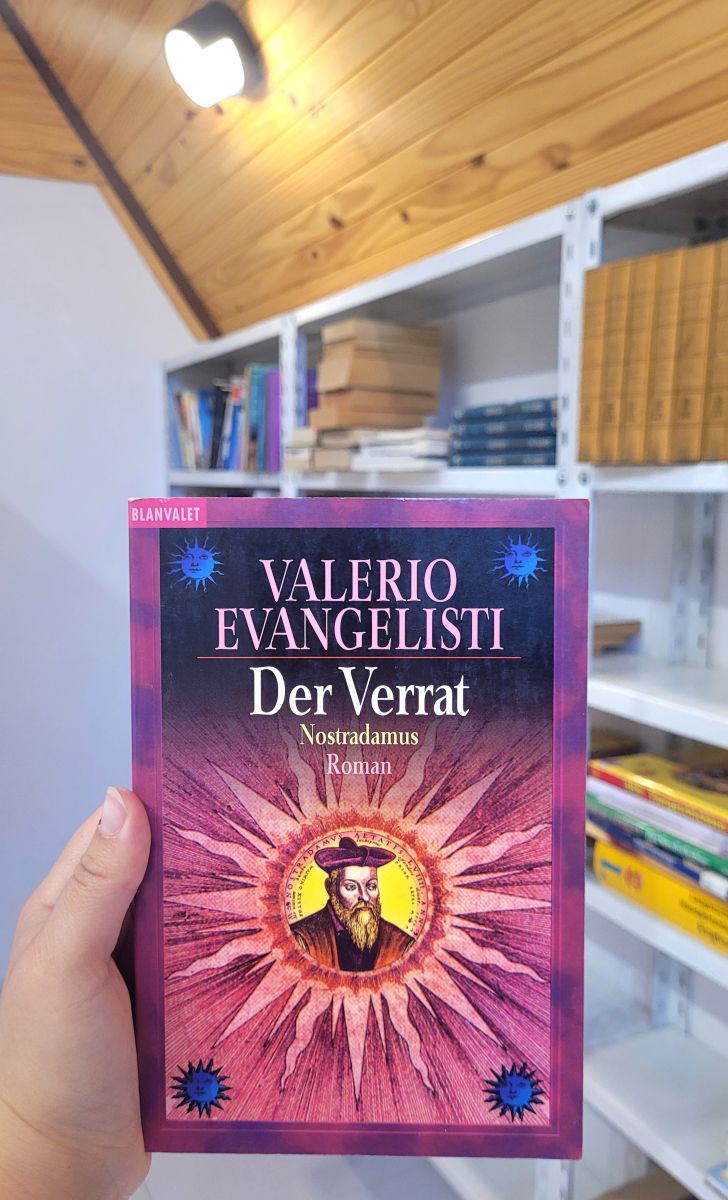 BLANVALET
VALERIO
EVANGELISTI
Der Verrat
Nostradamus
Roman